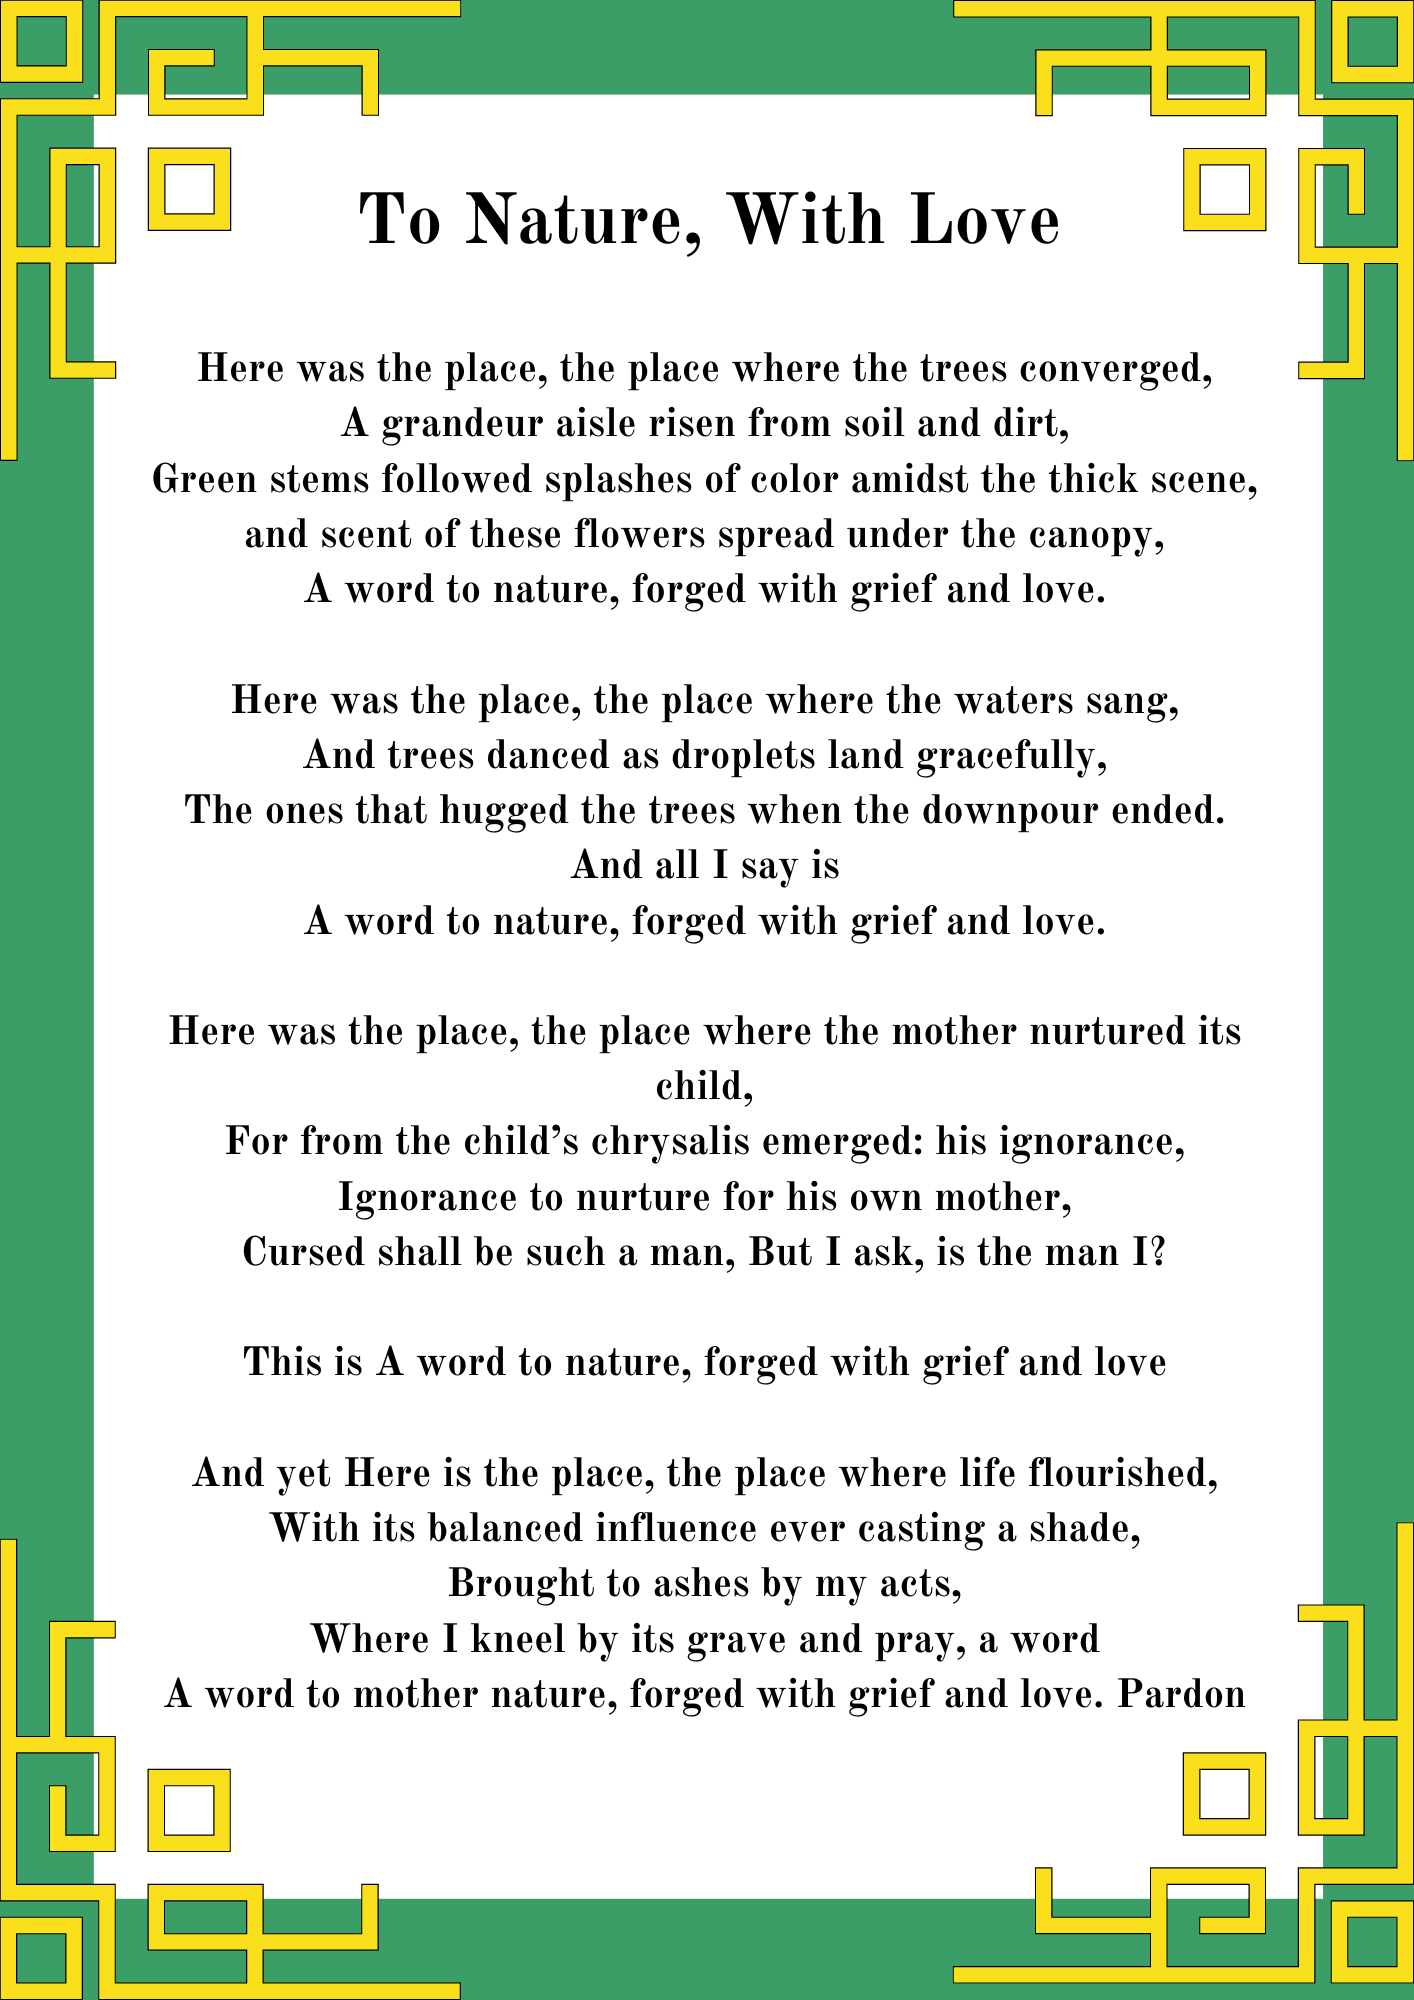 To Nature, With Love
Here was the place, the place where the trees converged,
A grandeur aisle risen from soil and dirt,
Green stems followed splashes of color amidst the thick scene,
and scent of these flowers spread under the canopy,
A word to nature, forged with grief and love.
Here was the place, the place where the waters sang,
And trees danced as droplets land gracefully,
The ones that hugged the trees when the downpour ended.
And all I say is
A word to nature, forged with grief and love.
Here was the place, the place where the mother nurtured its
child,
For from the child’s chrysalis emerged: his ignorance,
Ignorance to nurture for his own mother,
Cursed shall be such a man, But I ask, is the man I?
This is A word to nature, forged with grief and love
And yet Here is the place, the place where life flourished,
With its balanced influence ever casting a shade,
Brought to ashes by my acts,
Where I kneel by its grave and pray, a word
A word to mother nature, forged with grief and love. Pardon